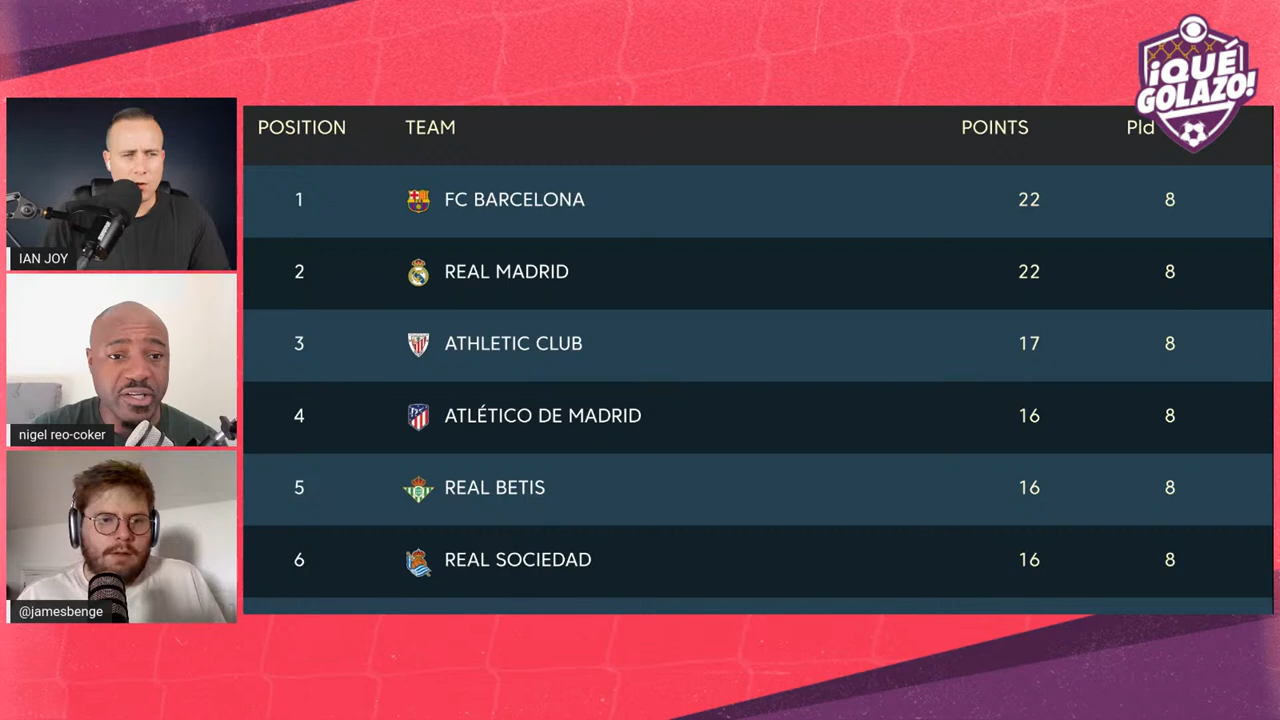 ¡QUÉ
GOLAZO!
POSITION TEAM POINTS Pld
1 FC BARCELONA 22 8
2 REAL MADRID 22 8
3 ATHLETIC CLUB 17 8
4 ATLÉTICO DE MADRID 16 8
5 REAL BETIS 16 8
6 REAL SOCIEDAD 16 8
IAN JOY
nigel reo-coker
@jamesbenge